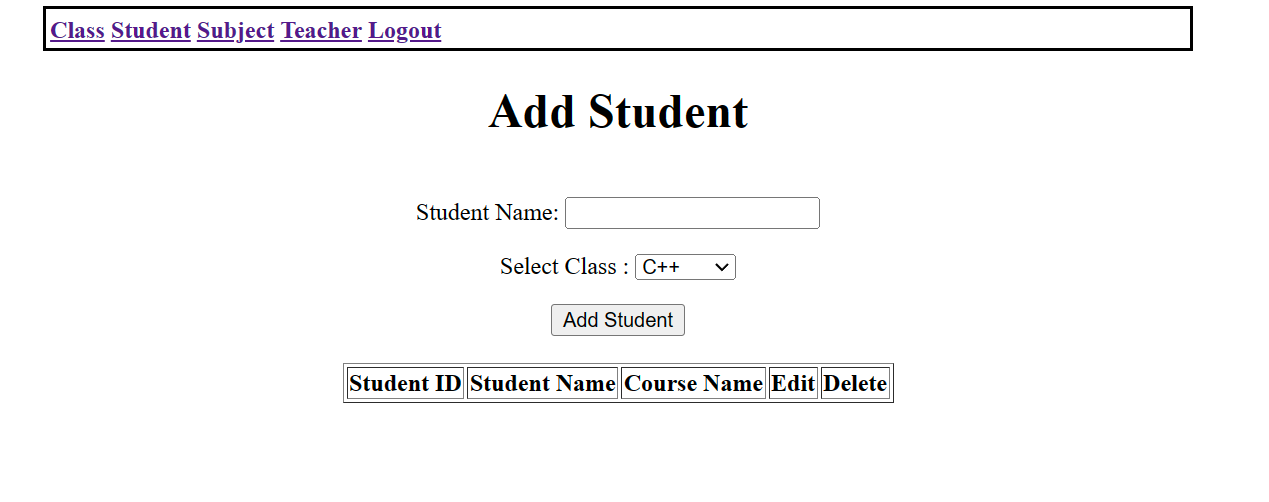 Class Student Subject Teacher Logout
Add Student
Student Name:
Select Class : C++
Add Student
Student ID Student Name Course Name Edit Delete